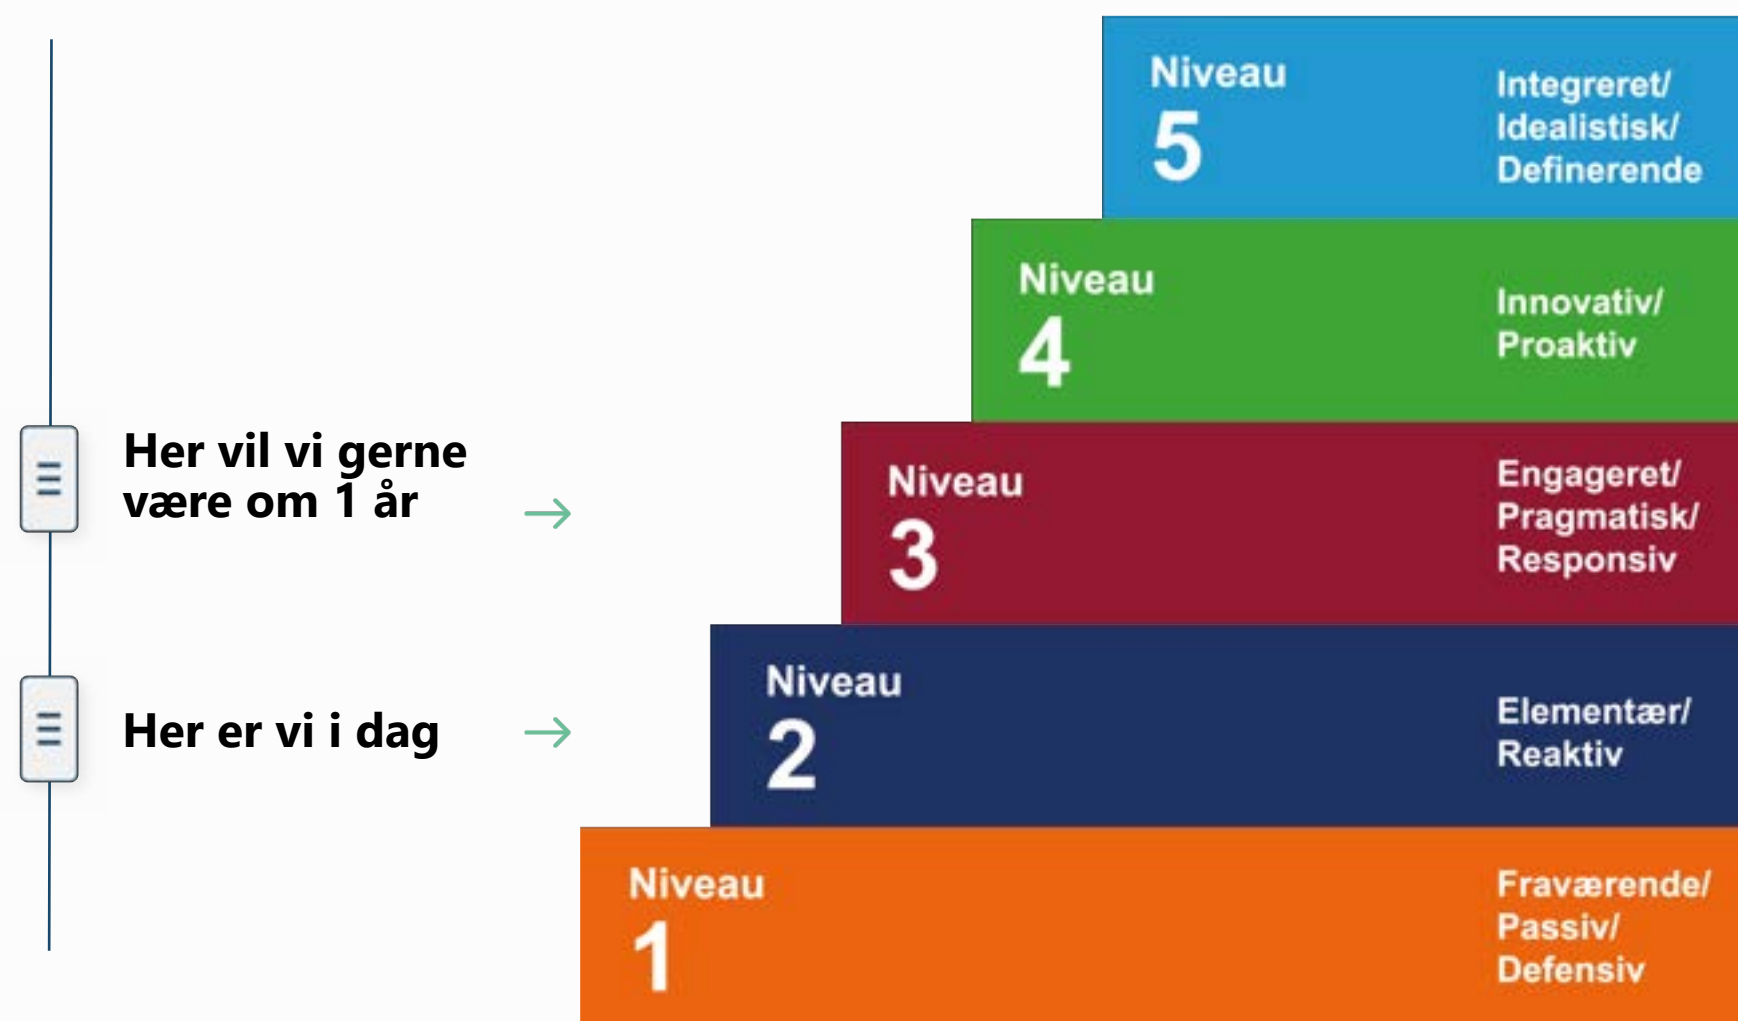 Niveau
5
Integreret/
Idealistisk/
Definerende
Niveau
4
Innovativ/
Proaktiv
Her vil vi gerne
være om 1 år
Niveau
3
Engageret/
Pragmatisk/
Responsiv
Her er vi i dag
Niveau
2
Elementær/
Reaktiv
Niveau
1
Fraværende/
Passiv/
Defensiv